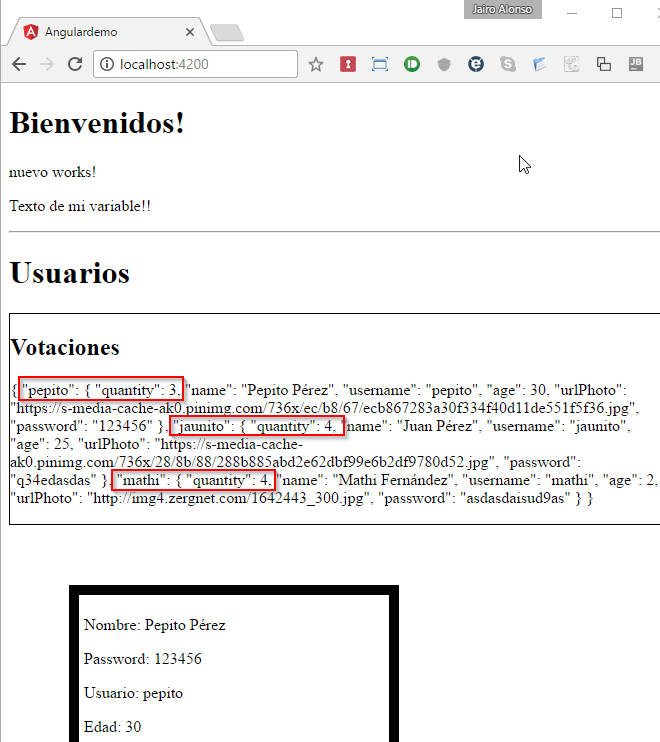 Jairo Alonso
Angulardemo
localhost:4200
JB
Bienvenidos!
nuevo works!
Texto de mi variable!!
Usuarios
Votaciones
{ "pepito": { "quantity": 3, "name": "Pepito Pérez", "username": "pepito", "age": 30, "urlPhoto":
"https://s-media-cache-ak0.pinimg.com/736x/ec/b8/67/ecb867283a30f334f40d11de551f5f36.jpg",
"password": "123456" }, "jaunito": { "quantity": 4, "name": "Juan Pérez", "username": "jaunito",
"age": 25, "urlPhoto": "https://s-media-cache-
ak0.pinimg.com/736x/28/8b/88/288b885abd2e62dbf99e6b2df9780d52.jpg", "password":
"q34edasdas" }, "mathi": { "quantity": 4, "name": "Mathi Fernández", "username": "mathi", "age": 2,
"urlPhoto": "http://img4.zergnet.com/1642443_300.jpg", "password": "asdasdaisud9as" } }
Nombre: Pepito Pérez
Password: 123456
Usuario: pepito
Edad: 30